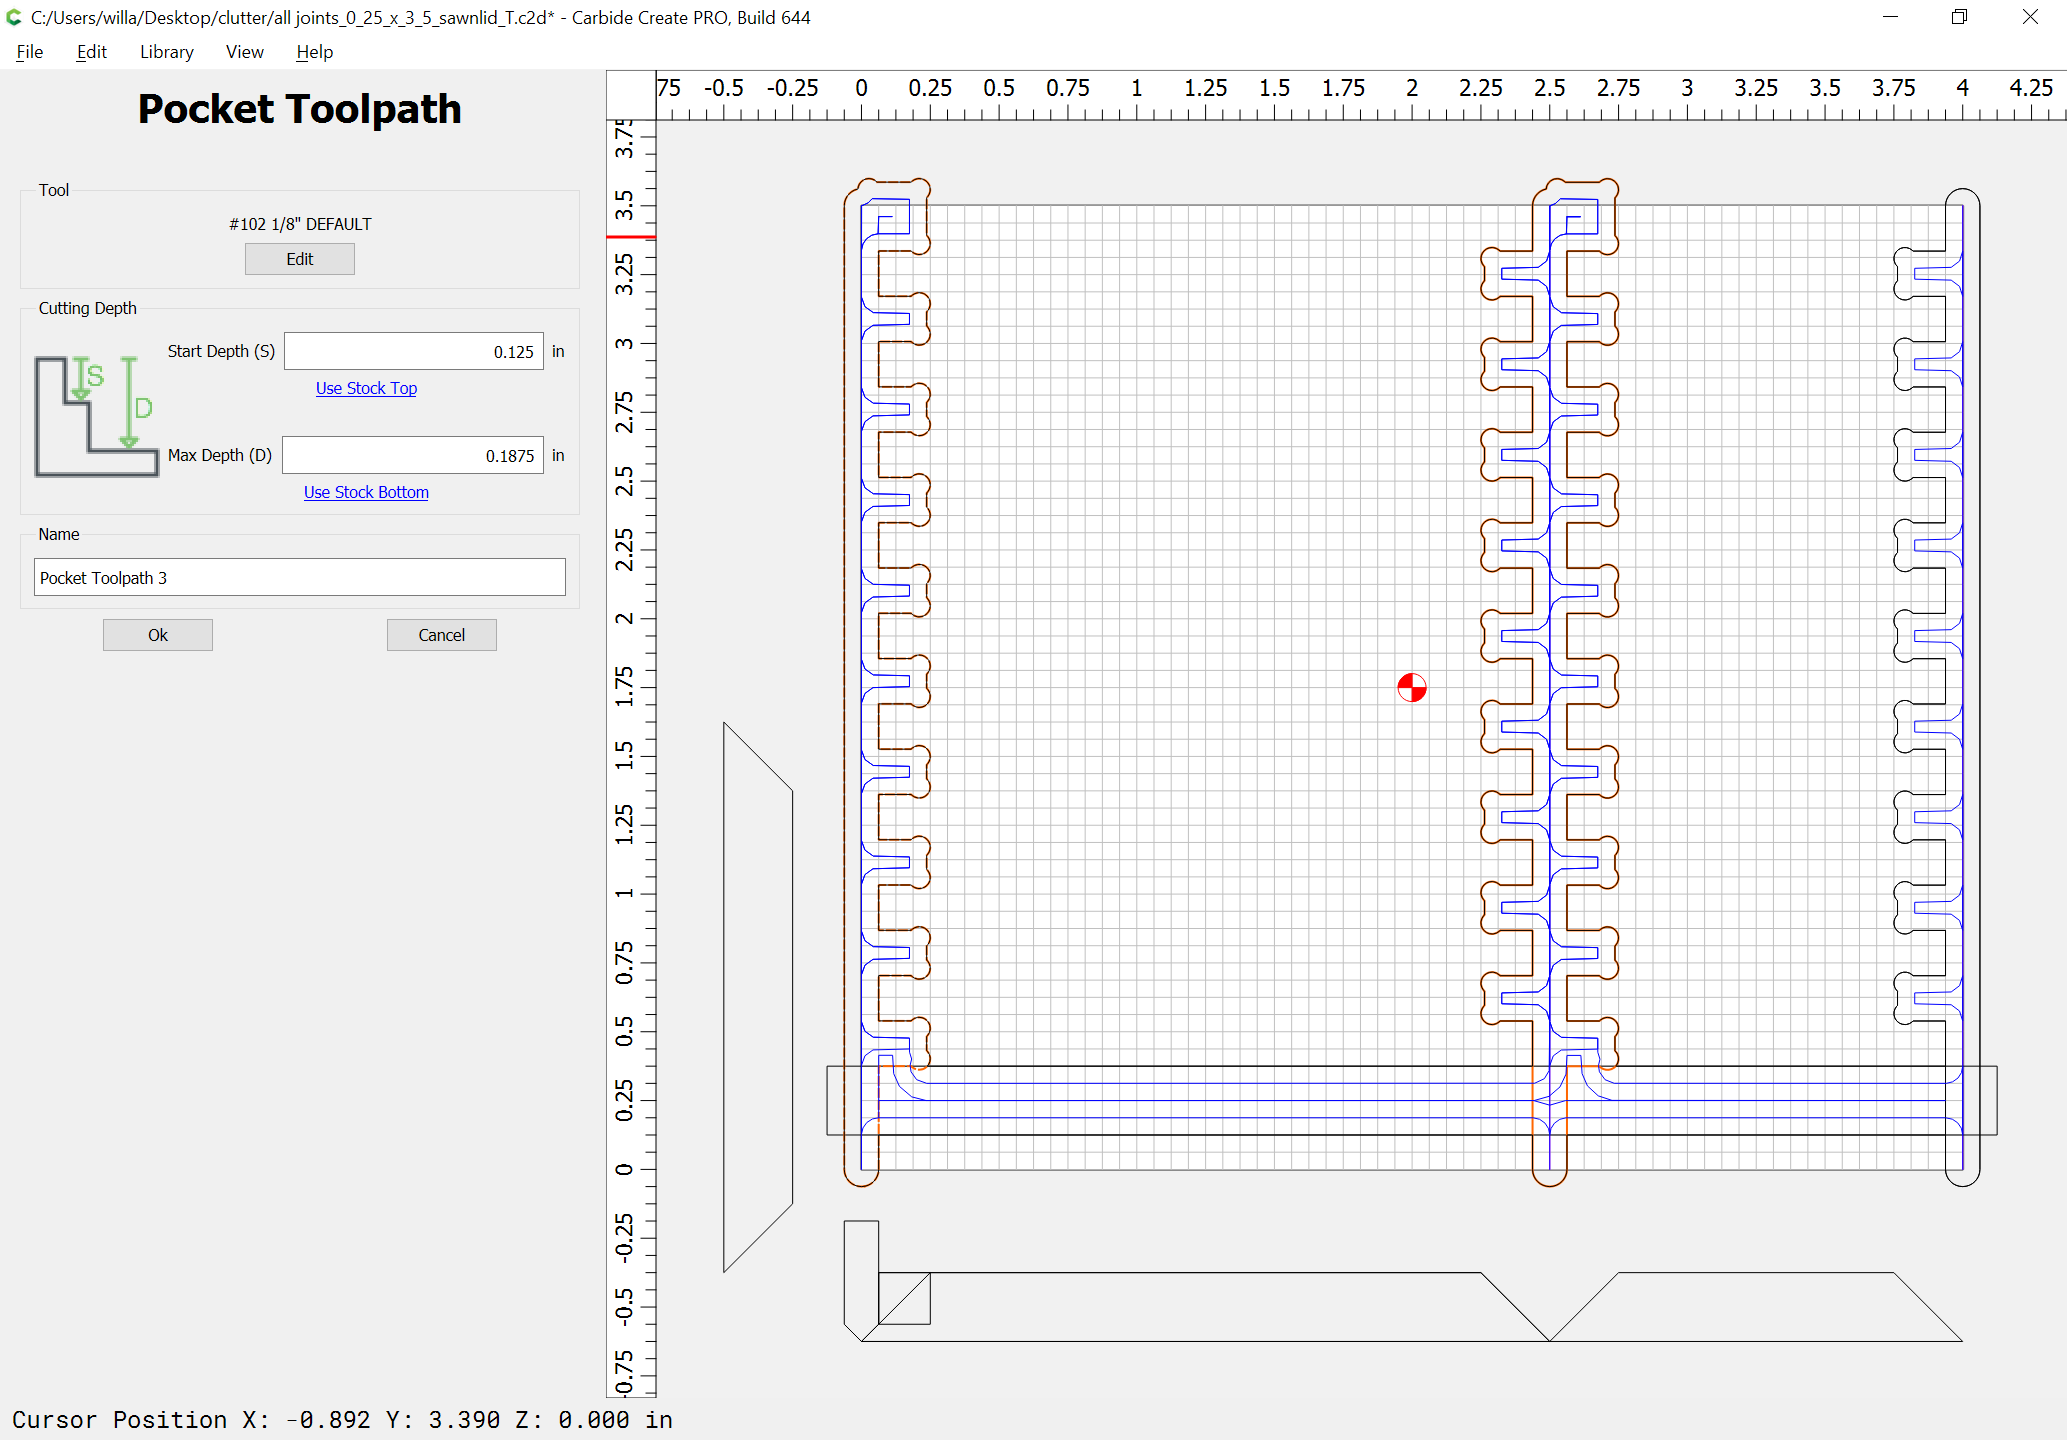 C:/Users/willa/Desktop/clutter/all joints_0_25_x_3_5_sawnlid_T.c2d* - Carbide Create PRO, Build 644
File Edit Library View Help
Pocket Toolpath
Tool
#102 1/8" DEFAULT
Edit
Cutting Depth
S
D
Start Depth (S) 0.125 in
Use Stock Top
Max Depth (D) 0.1875 in
Use Stock Bottom
Name
Pocket Toolpath 3
Ok Cancel
75 -0.5 -0.25 0 0.25 0.5 0.75 1 1.25 1.5 1.75 2 2.25 2.5 2.75 3 3.25 3.5 3.75 4 4.25
3.75
3.5
3.25
3
2.75
2.5
2.25
2
1.75
1.5
1.25
1
0.75
0.5
0.25
0
-0.25
-0.5
-0.75
Cursor Position X: -0.892 Y: 3.390 Z: 0.000 in